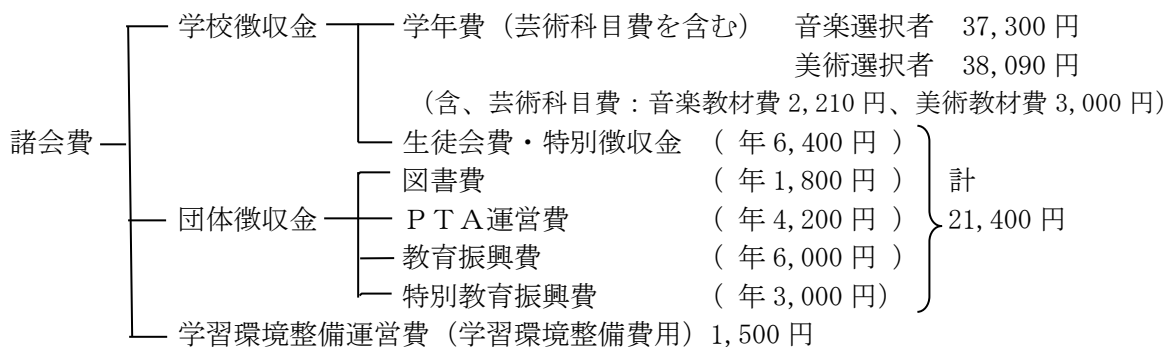 学校徴収金 学年費（芸術科目費を含む） 音楽選択者 37,300 円
美術選択者 38,090 円
（含、芸術科目費：音楽教材費 2,210 円、美術教材費 3,000 円）
諸会費 生徒会費・特別徴収金 （ 年 6,400 円 ）
図書費 （ 年 1,800 円 ） 計
団体徴収金 ＰＴＡ運営費 （ 年 4,200 円 ） 21,400 円
教育振興費 （ 年 6,000 円 ）
特別教育振興費 （ 年 3,000 円）
学習環境整備運営費（学習環境整備費用）1,500 円